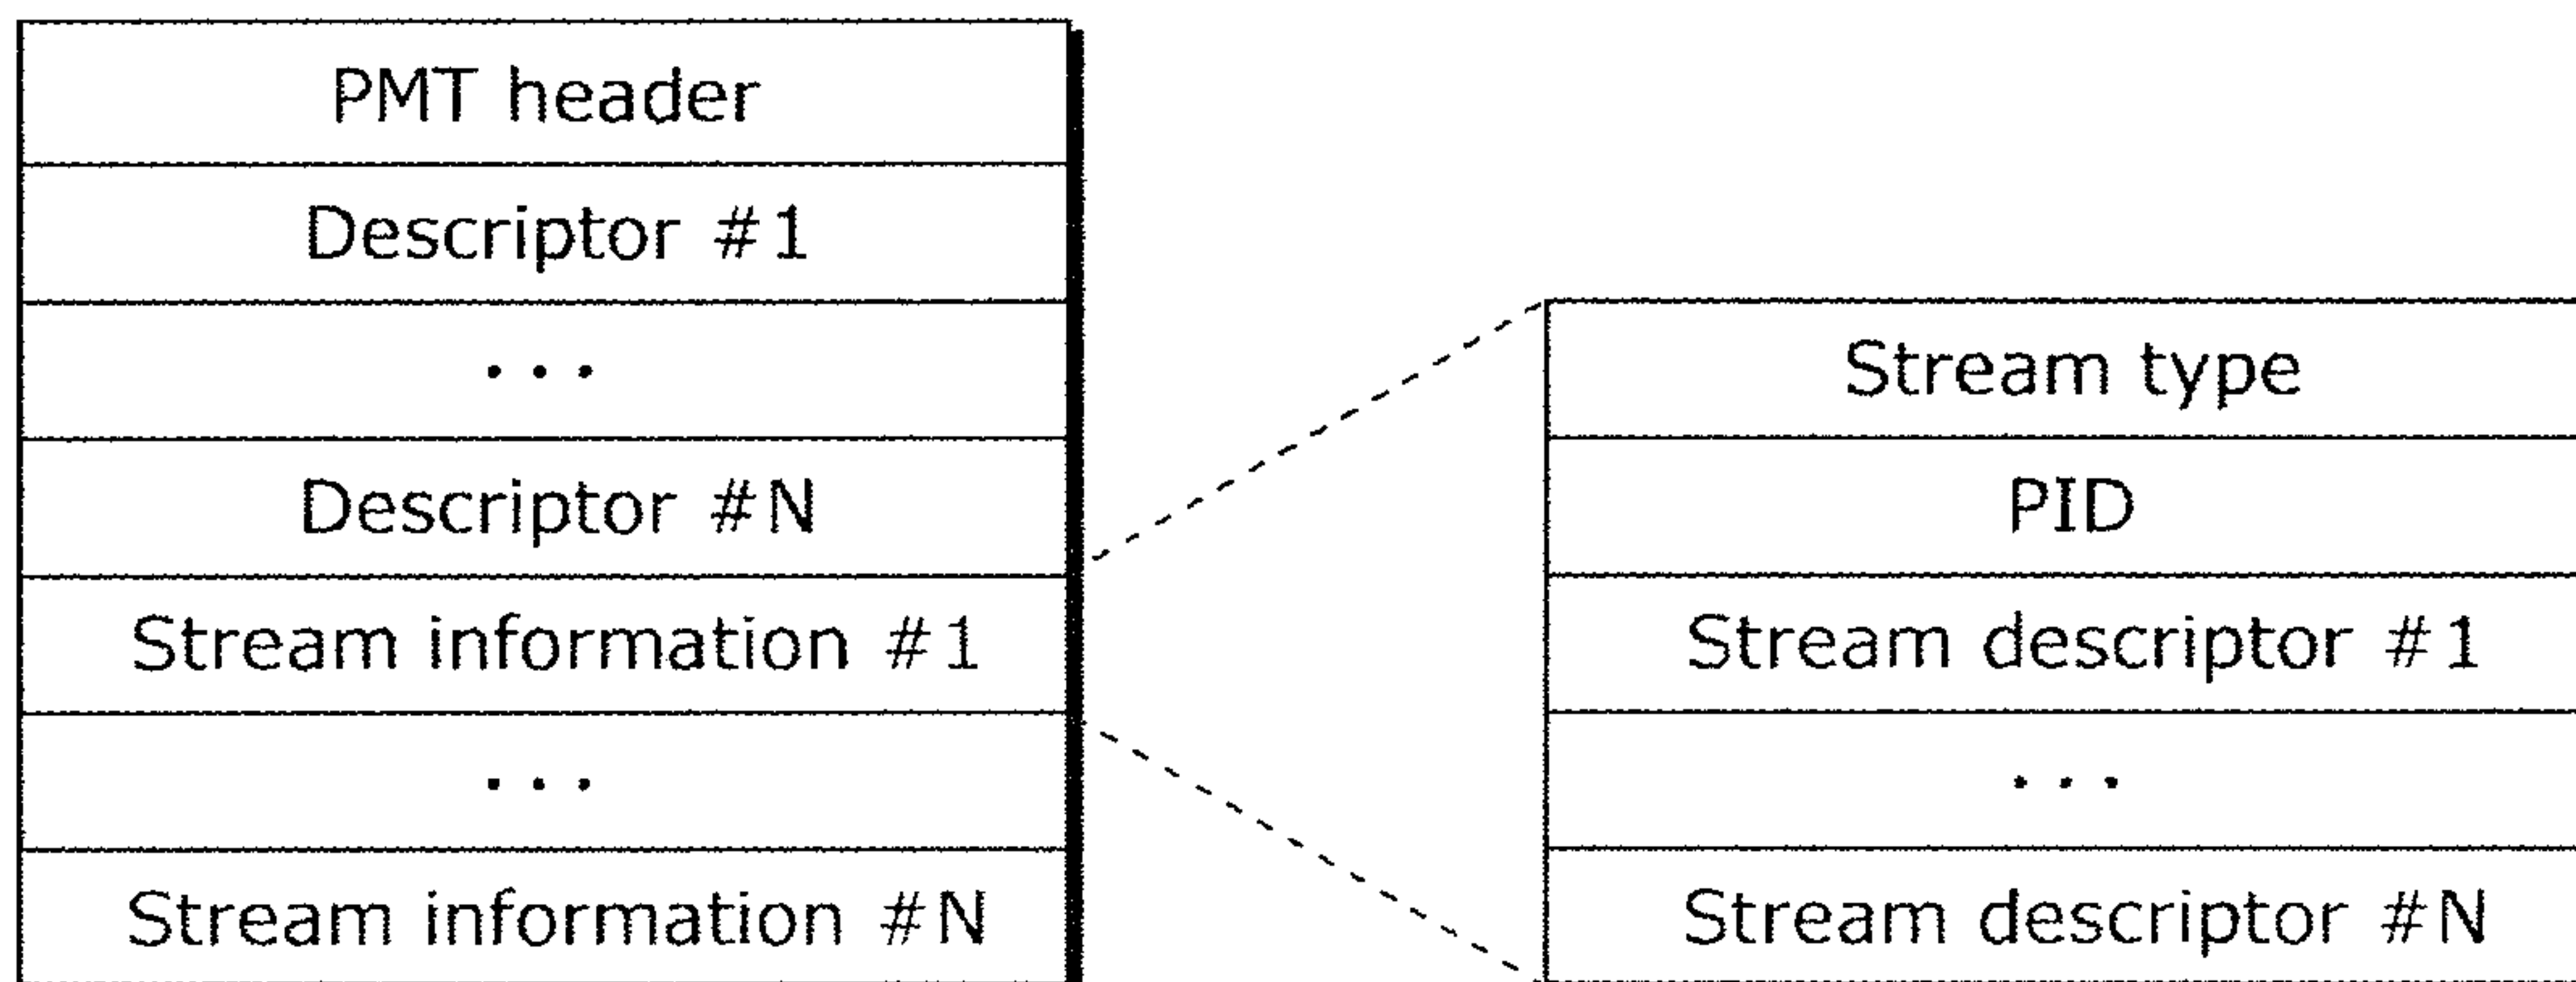 PMT header
Descriptor #1
...
Descriptor #N
Stream information #1
...
Stream information #N
Stream type
PID
Stream descriptor #1
...
Stream descriptor #N